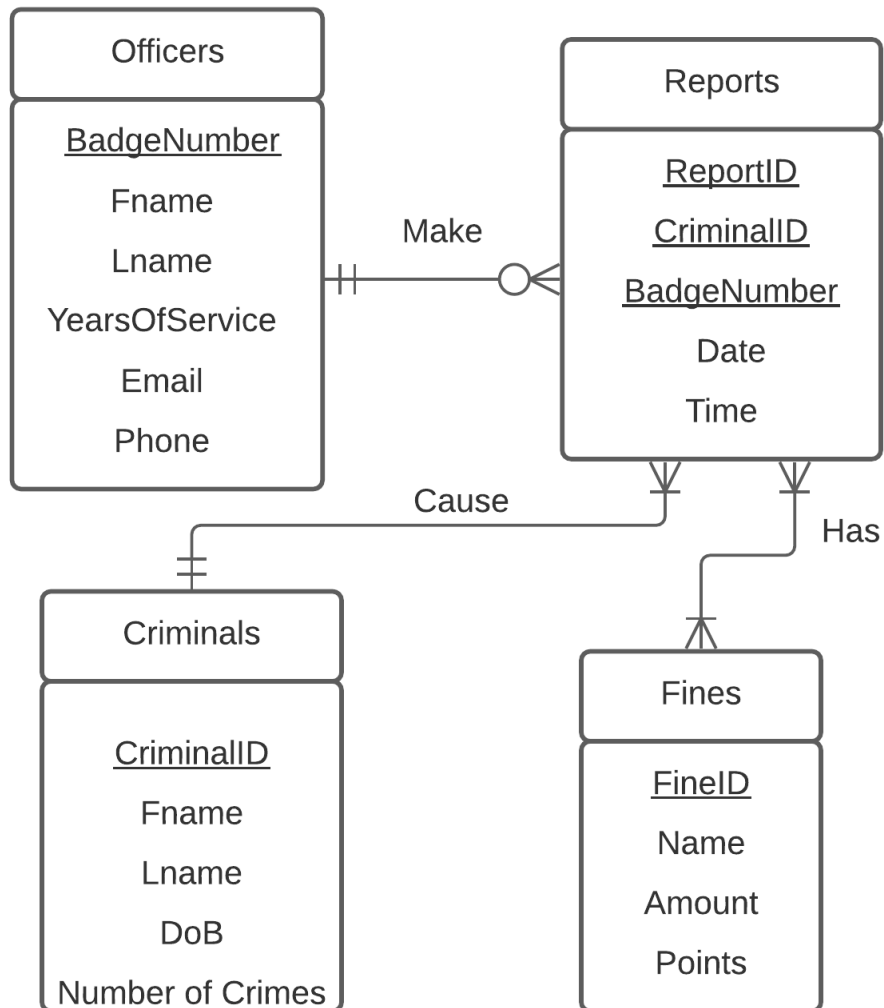 Officers
BadgeNumber
Fname
Lname
YearsOfService
Email
Phone
Make
Reports
ReportID
CriminalID
BadgeNumber
Date
Time
Cause
Has
Criminals
CriminalID
Fname
Lname
DoB
Number of Crimes
Fines
FineID
Name
Amount
Points